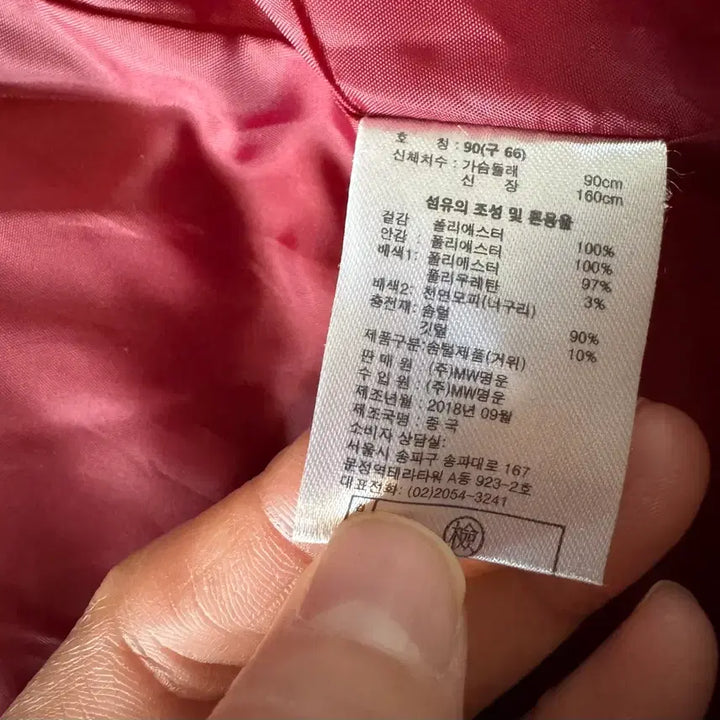 호 칭 : 90(구 66)
신체치수 : 가슴둘레 90cm
신 장 160cm
섬유의 조성 및 혼용율
겉감 폴리에스터 100%
안감 : 폴리에스터 100%
배색1: 폴리에스터 97%
폴리우레탄 3%
배색2: 천연모피(너구리)
충전재: 솜털 90%
깃털 10%
제품구분: 솜털제품(거위)
판 매 원 : (주)MW명운
수 입 원 : (주)MW명운
제조년월 : 2018년 09월
제조국명 : 중 국
소비자 상담실:
서울시 송파구 송파대로 167
문정역테라타워 A동 923-2호
대표전화: (02)2054-3241
檢